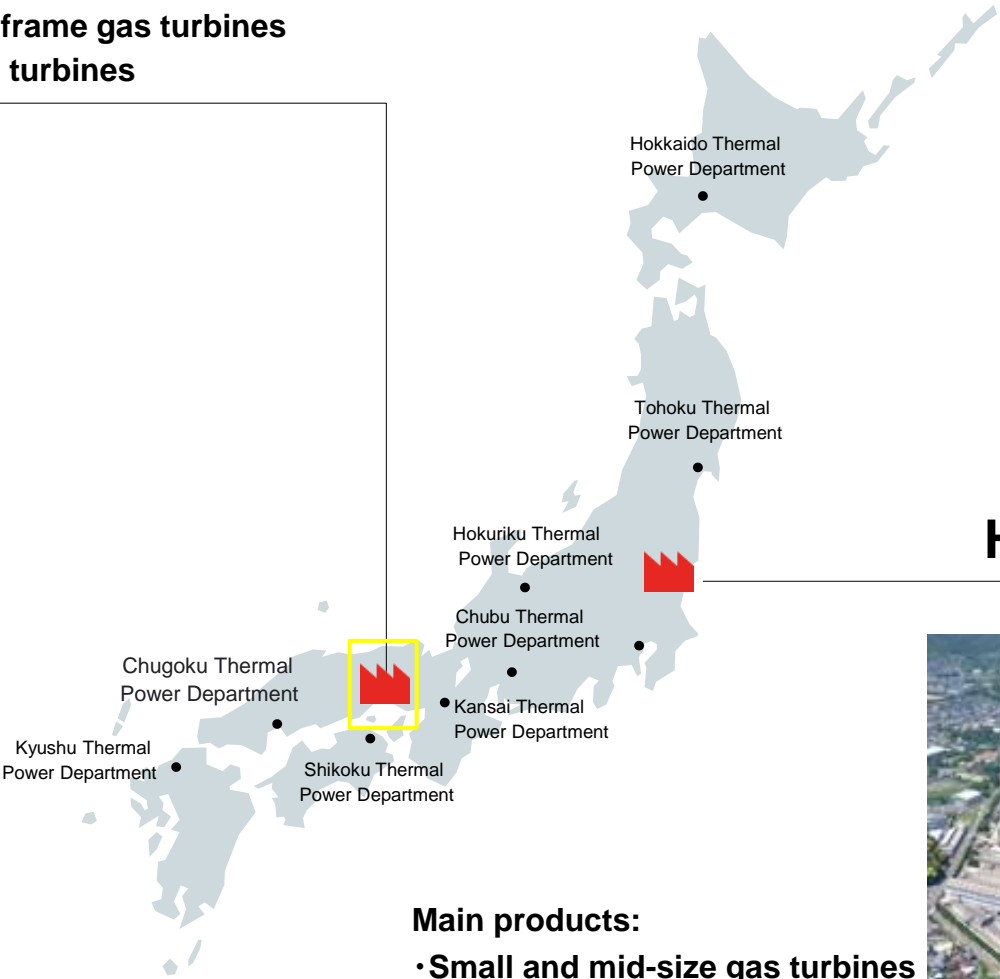 frame gas turbines
turbines
Hokkaido Thermal
Power Department
Tohoku Thermal
Power Department
Hokuriku Thermal
Power Department
H
Chubu Thermal
Power Department
Chugoku Thermal
Power Department
Kansai Thermal
Power Department
Kyushu Thermal
Power Department
Shikoku Thermal
Power Department
Main products:
・Small and mid-size gas turbines